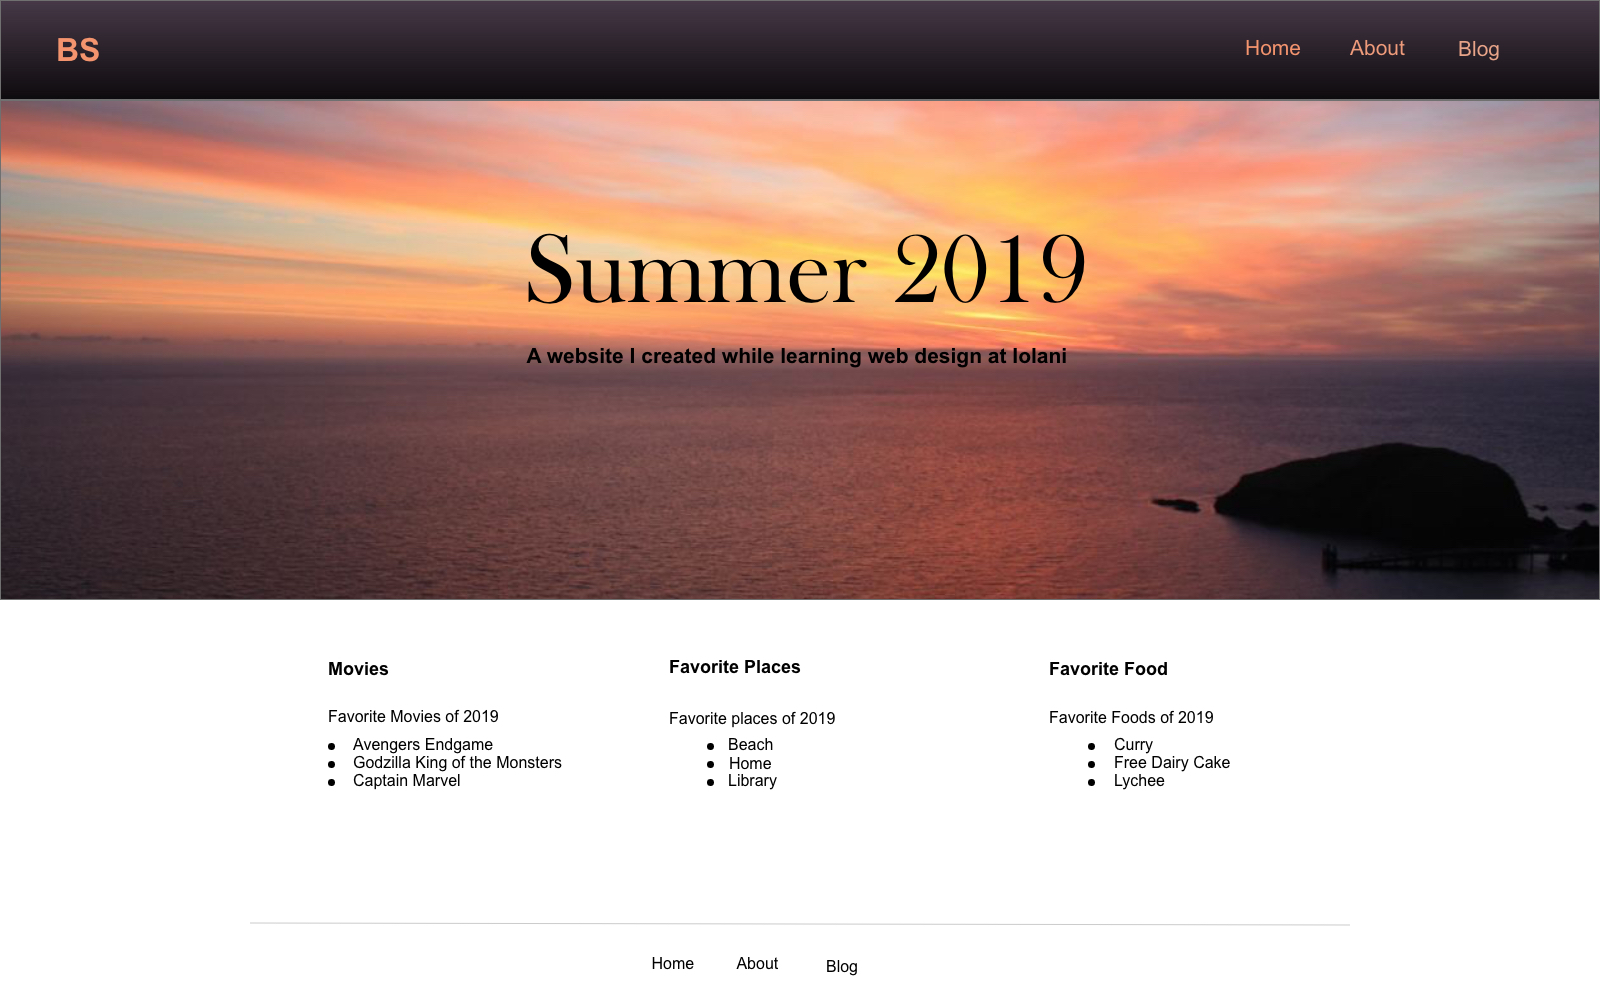 BS
Home About Blog
Summer 2019
A website I created while learning web design at Iolani
Movies
Favorite Movies of 2019
Avengers Endgame
Godzilla King of the Monsters
Captain Marvel
Favorite Places
Favorite places of 2019
Beach
Home
Library
Favorite Food
Favorite Foods of 2019
Curry
Free Dairy Cake
Lychee
Home About Blog